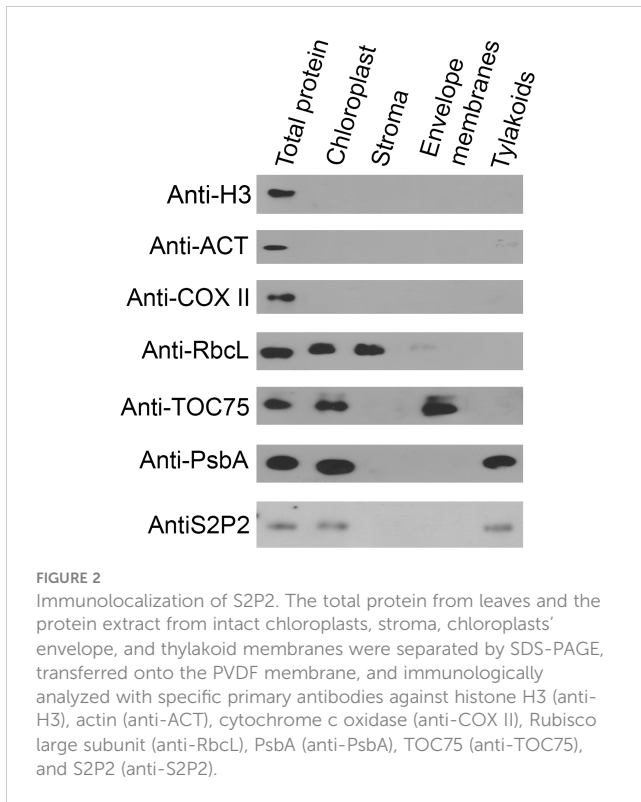 Total protein
Chloroplast
Stroma
Envelope
membranes
Tylakoids
Anti-H3
Anti-ACT
Anti-COX II
Anti-RbcL
Anti-TOC75
Anti-PsbA
AntiS2P2
FIGURE 2
Immunolocalization of S2P2. The total protein from leaves and the
protein extract from intact chloroplasts, stroma, chloroplasts’
envelope, and thylakoid membranes were separated by SDS-PAGE,
transferred onto the PVDF membrane, and immunologically
analyzed with specific primary antibodies against histone H3 (anti-
H3), actin (anti-ACT), cytochrome c oxidase (anti-COX II), Rubisco
large subunit (anti-RbcL), PsbA (anti-PsbA), TOC75 (anti-TOC75),
and S2P2 (anti-S2P2).